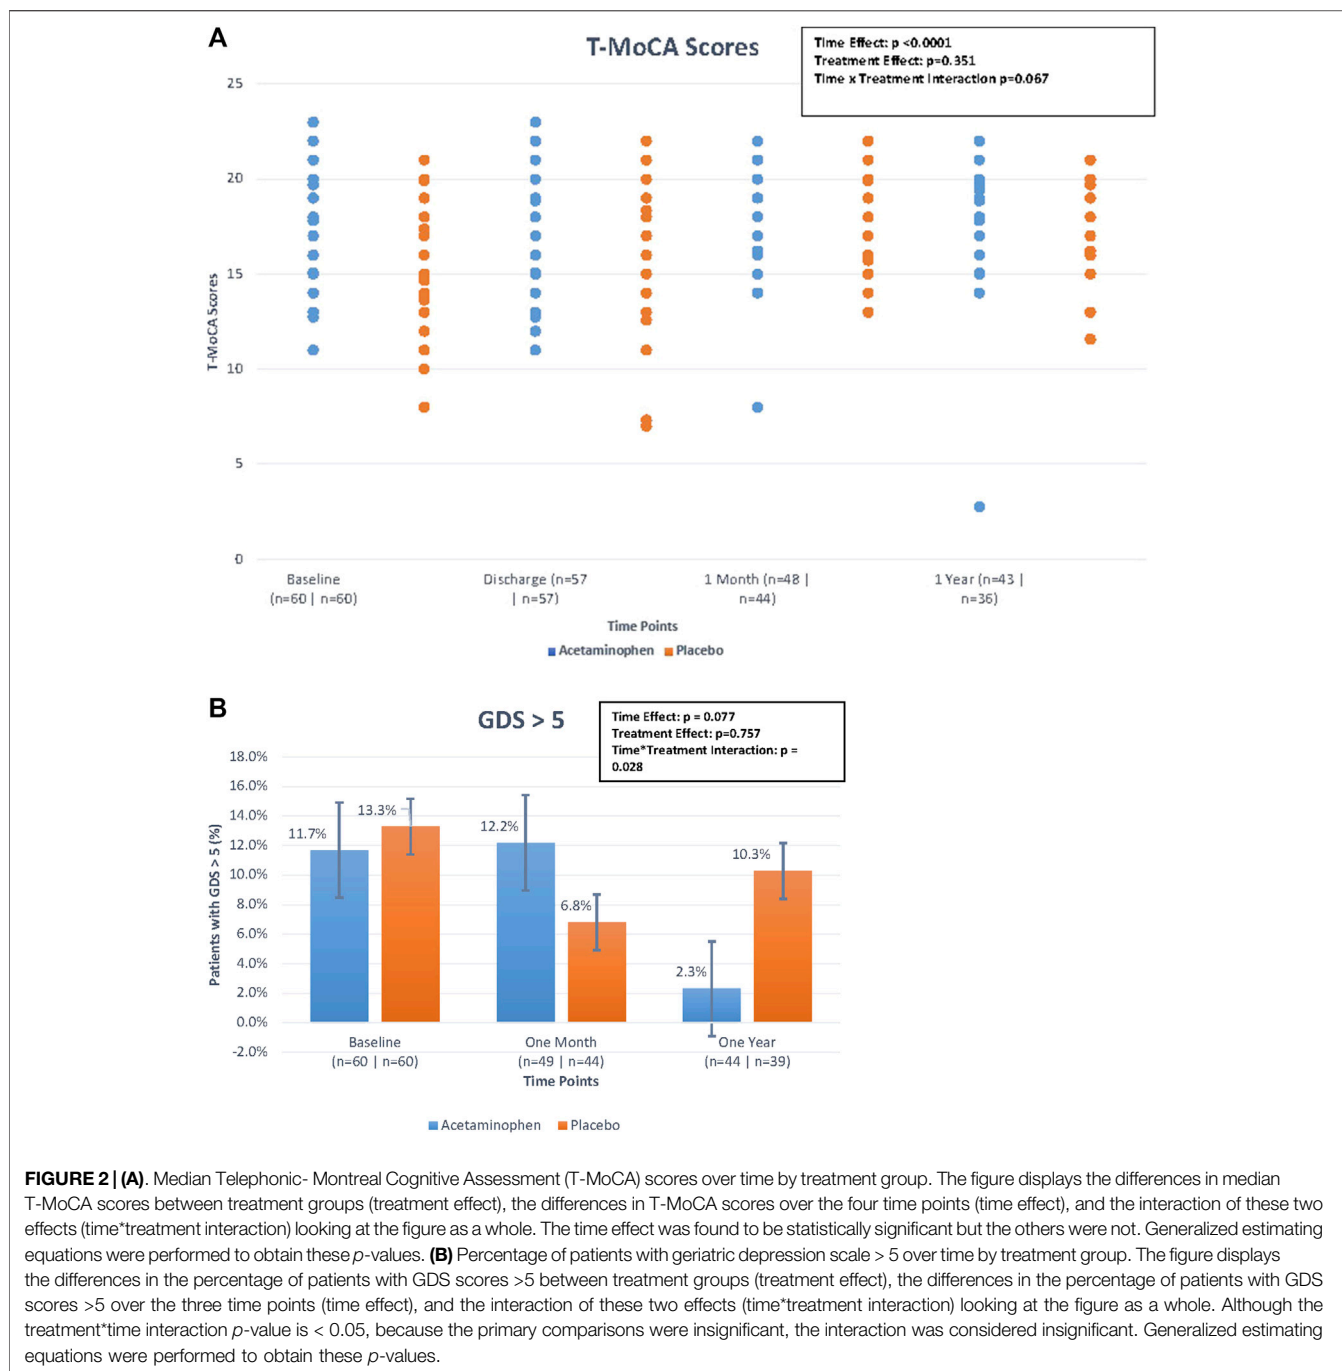 A
T-MoCA Scores
Time Effect: p <0.0001
Treatment Effect: p=0.351
Time x Treatment Interaction p=0.067
25
20
15
10
5
0
T-MoCA Scores
Baseline
(n=60 | n=60)
Discharge (n=57
| n=57)
1 Month (n=48 |
n=44)
1 Year (n=43 |
n=36)
Time Points
Acetaminophen Placebo
B
GDS > 5
Time Effect: p = 0.077
Treatment Effect: p=0.757
Time*Treatment Interaction: p =
0.028
18.0%
16.0%
14.0%
12.0%
10.0%
8.0%
6.0%
4.0%
2.0%
0.0%
-2.0%
Patients with GDS > 5 (%)
11.7%
13.3%
12.2%
6.8%
2.3%
10.3%
Baseline
(n=60 | n=60)
One Month
(n=49 | n=44)
One Year
(n=44 | n=39)
Time Points
Acetaminophen Placebo
FIGURE 2 | (A). Median Telephonic- Montreal Cognitive Assessment (T-MoCA) scores over time by treatment group. The figure displays the differences in median
T-MoCA scores between treatment groups (treatment effect), the differences in T-MoCA scores over the four time points (time effect), and the interaction of these two
effects (time*treatment interaction) looking at the figure as a whole. The time effect was found to be statistically significant but the others were not. Generalized estimating
equations were performed to obtain these p-values. (B) Percentage of patients with geriatric depression scale > 5 over time by treatment group. The figure displays
the differences in the percentage of patients with GDS scores >5 between treatment groups (treatment effect), the differences in the percentage of patients with GDS
scores >5 over the three time points (time effect), and the interaction of these two effects (time*treatment interaction) looking at the figure as a whole. Although the
treatment*time interaction p-value is < 0.05, because the primary comparisons were insignificant, the interaction was considered insignificant. Generalized estimating
equations were performed to obtain these p-values.